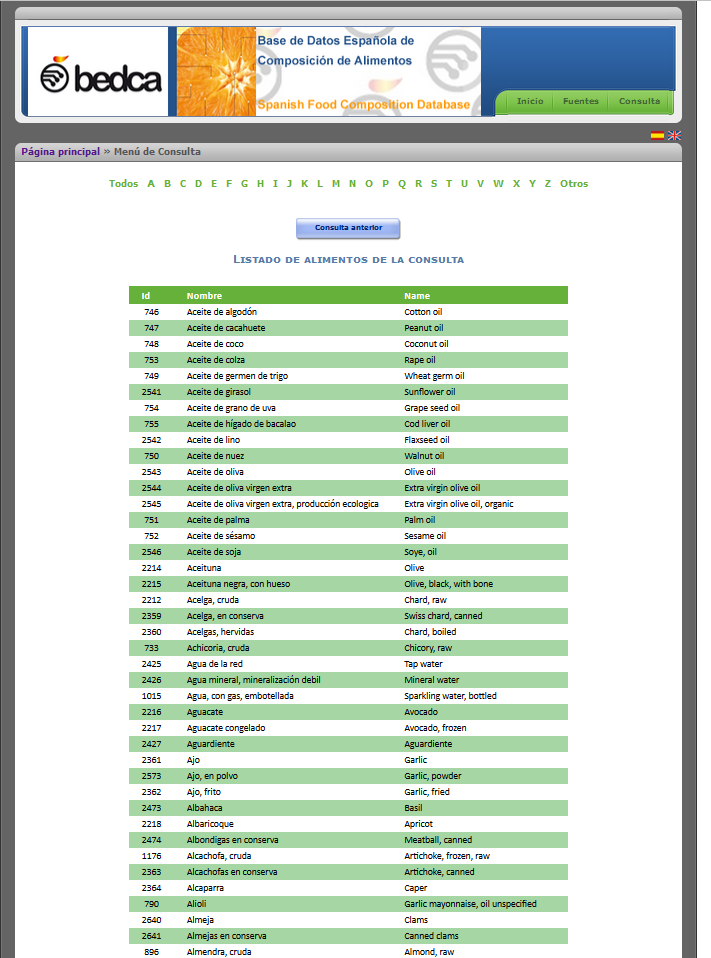 bedca
Base de Datos Española de
Composición de Alimentos
Spanish Food Composition Database
Inicio Fuentes Consulta
Página principal » Menú de Consulta
Todos A B C D E F G H I J K L M N O P Q R S T U V W X Y Z Otros
Consulta anterior
Listado de alimentos de la consulta
Id Nombre Name
746 Aceite de algodón Cotton oil
747 Aceite de cacahuete Peanut oil
748 Aceite de coco Coconut oil
753 Aceite de colza Rape oil
749 Aceite de germen de trigo Wheat germ oil
2541 Aceite de girasol Sunflower oil
754 Aceite de grano de uva Grape seed oil
755 Aceite de hígado de bacalao Cod liver oil
2542 Aceite de lino Flaxseed oil
750 Aceite de nuez Walnut oil
2543 Aceite de oliva Olive oil
2544 Aceite de oliva virgen extra Extra virgin olive oil
2545 Aceite de oliva virgen extra, producción ecologica Extra virgin olive oil, organic
751 Aceite de palma Palm oil
752 Aceite de sésamo Sesame oil
2546 Aceite de soja Soye, oil
2214 Aceituna Olive
2215 Aceituna negra, con hueso Olive, black, with bone
2212 Acelga, cruda Chard, raw
2359 Acelga, en conserva Swiss chard, canned
2360 Acelgas, hervidas Chard, boiled
733 Achicoria, cruda Chicory, raw
2425 Agua de la red Tap water
2426 Agua mineral, mineralización debil Mineral water
1015 Agua, con gas, embotellada Sparkling water, bottled
2216 Aguacate Avocado
2217 Aguacate congelado Avocado, frozen
2427 Aguardiente Aguardiente
2361 Ajo Garlic
2573 Ajo, en polvo Garlic, powder
2362 Ajo, frito Garlic, fried
2473 Albahaca Basil
2218 Albaricoque Apricot
2474 Albondigas en conserva Meatball, canned
1176 Alcachofa, cruda Artichoke, frozen, raw
2363 Alcachofas en conserva Artichoke, canned
2364 Alcaparra Caper
790 Alioli Garlic mayonnaise, oil unspecified
2640 Almeja Clams
2641 Almejas en conserva Canned clams
896 Almendra, cruda Almond, raw